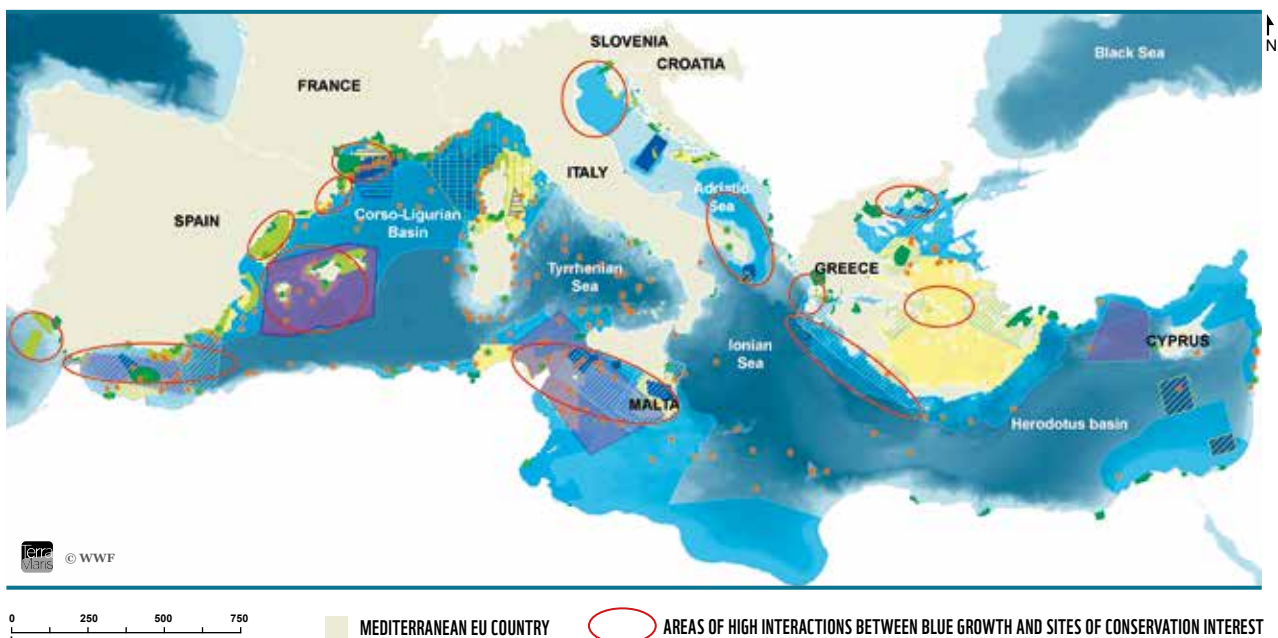 N
SLOVENIA
CROATIA
Black Sea
FRANCE
ITALY
Adriatic
Sea
SPAIN
Corso-Ligurian
Basin
Tyrrhenian
Sea
GREECE
Ionian
Sea
CYPRUS
MALTA
Herodotus basin
Terra
Maris
© WWF
0 250 500 750
MEDITERRANEAN EU COUNTRY
AREAS OF HIGH INTERACTIONS BETWEEN BLUE GROWTH AND SITES OF CONSERVATION INTEREST